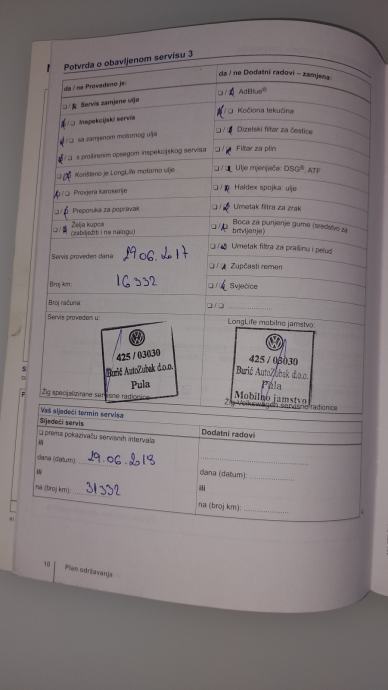 Potvrda o obavljenom servisu 3
da / ne Provedeno je:
Servis zamjene ulja
Inspekcijski servis
sa zamjenom motornog ulja
s proširenim opsegom inspekcijskog servisa
Korišteno je LongLife motorno ulje
Provjera karoserije
Preporuka za popravak
Želja kupca
(zabilježiti i na nalogu)
Servis proveden dana: 29.06.2017
Broj km: 16332
Broj računa:
Servis proveden u:
425 / 03030
Burić AutoZubak d.o.o.
Pula
Žig specijalizirane servisne radionice
da / ne Dodatni radovi – zamjena:
AdBlue®
Kočiona tekućina
Dizelski filtar za čestice
Filtar za plin
Ulje mjenjača: DSG®, ATF
Haldex spojka: ulje
Umetak filtra za zrak
Boca za punjenje gume (sredstvo za
brtvljenje)
Umetak filtra za prašinu i pelud
Zupčasti remen
Svjećice
LongLife mobilno jamstvo:
425 / 03030
Burić AutoZubak d.o.o.
Pula
Mobilno jamstvo
Žig Volkswagen servisne radionice
Vaš sljedeći termin servisa
Sljedeći servis
prema pokazivaču servisnih intervala
ili
dana (datum): 29.06.2018
ili
na (broj km): 31332
Dodatni radovi
dana (datum):
ili
na (broj km):
16 Plan održavanja